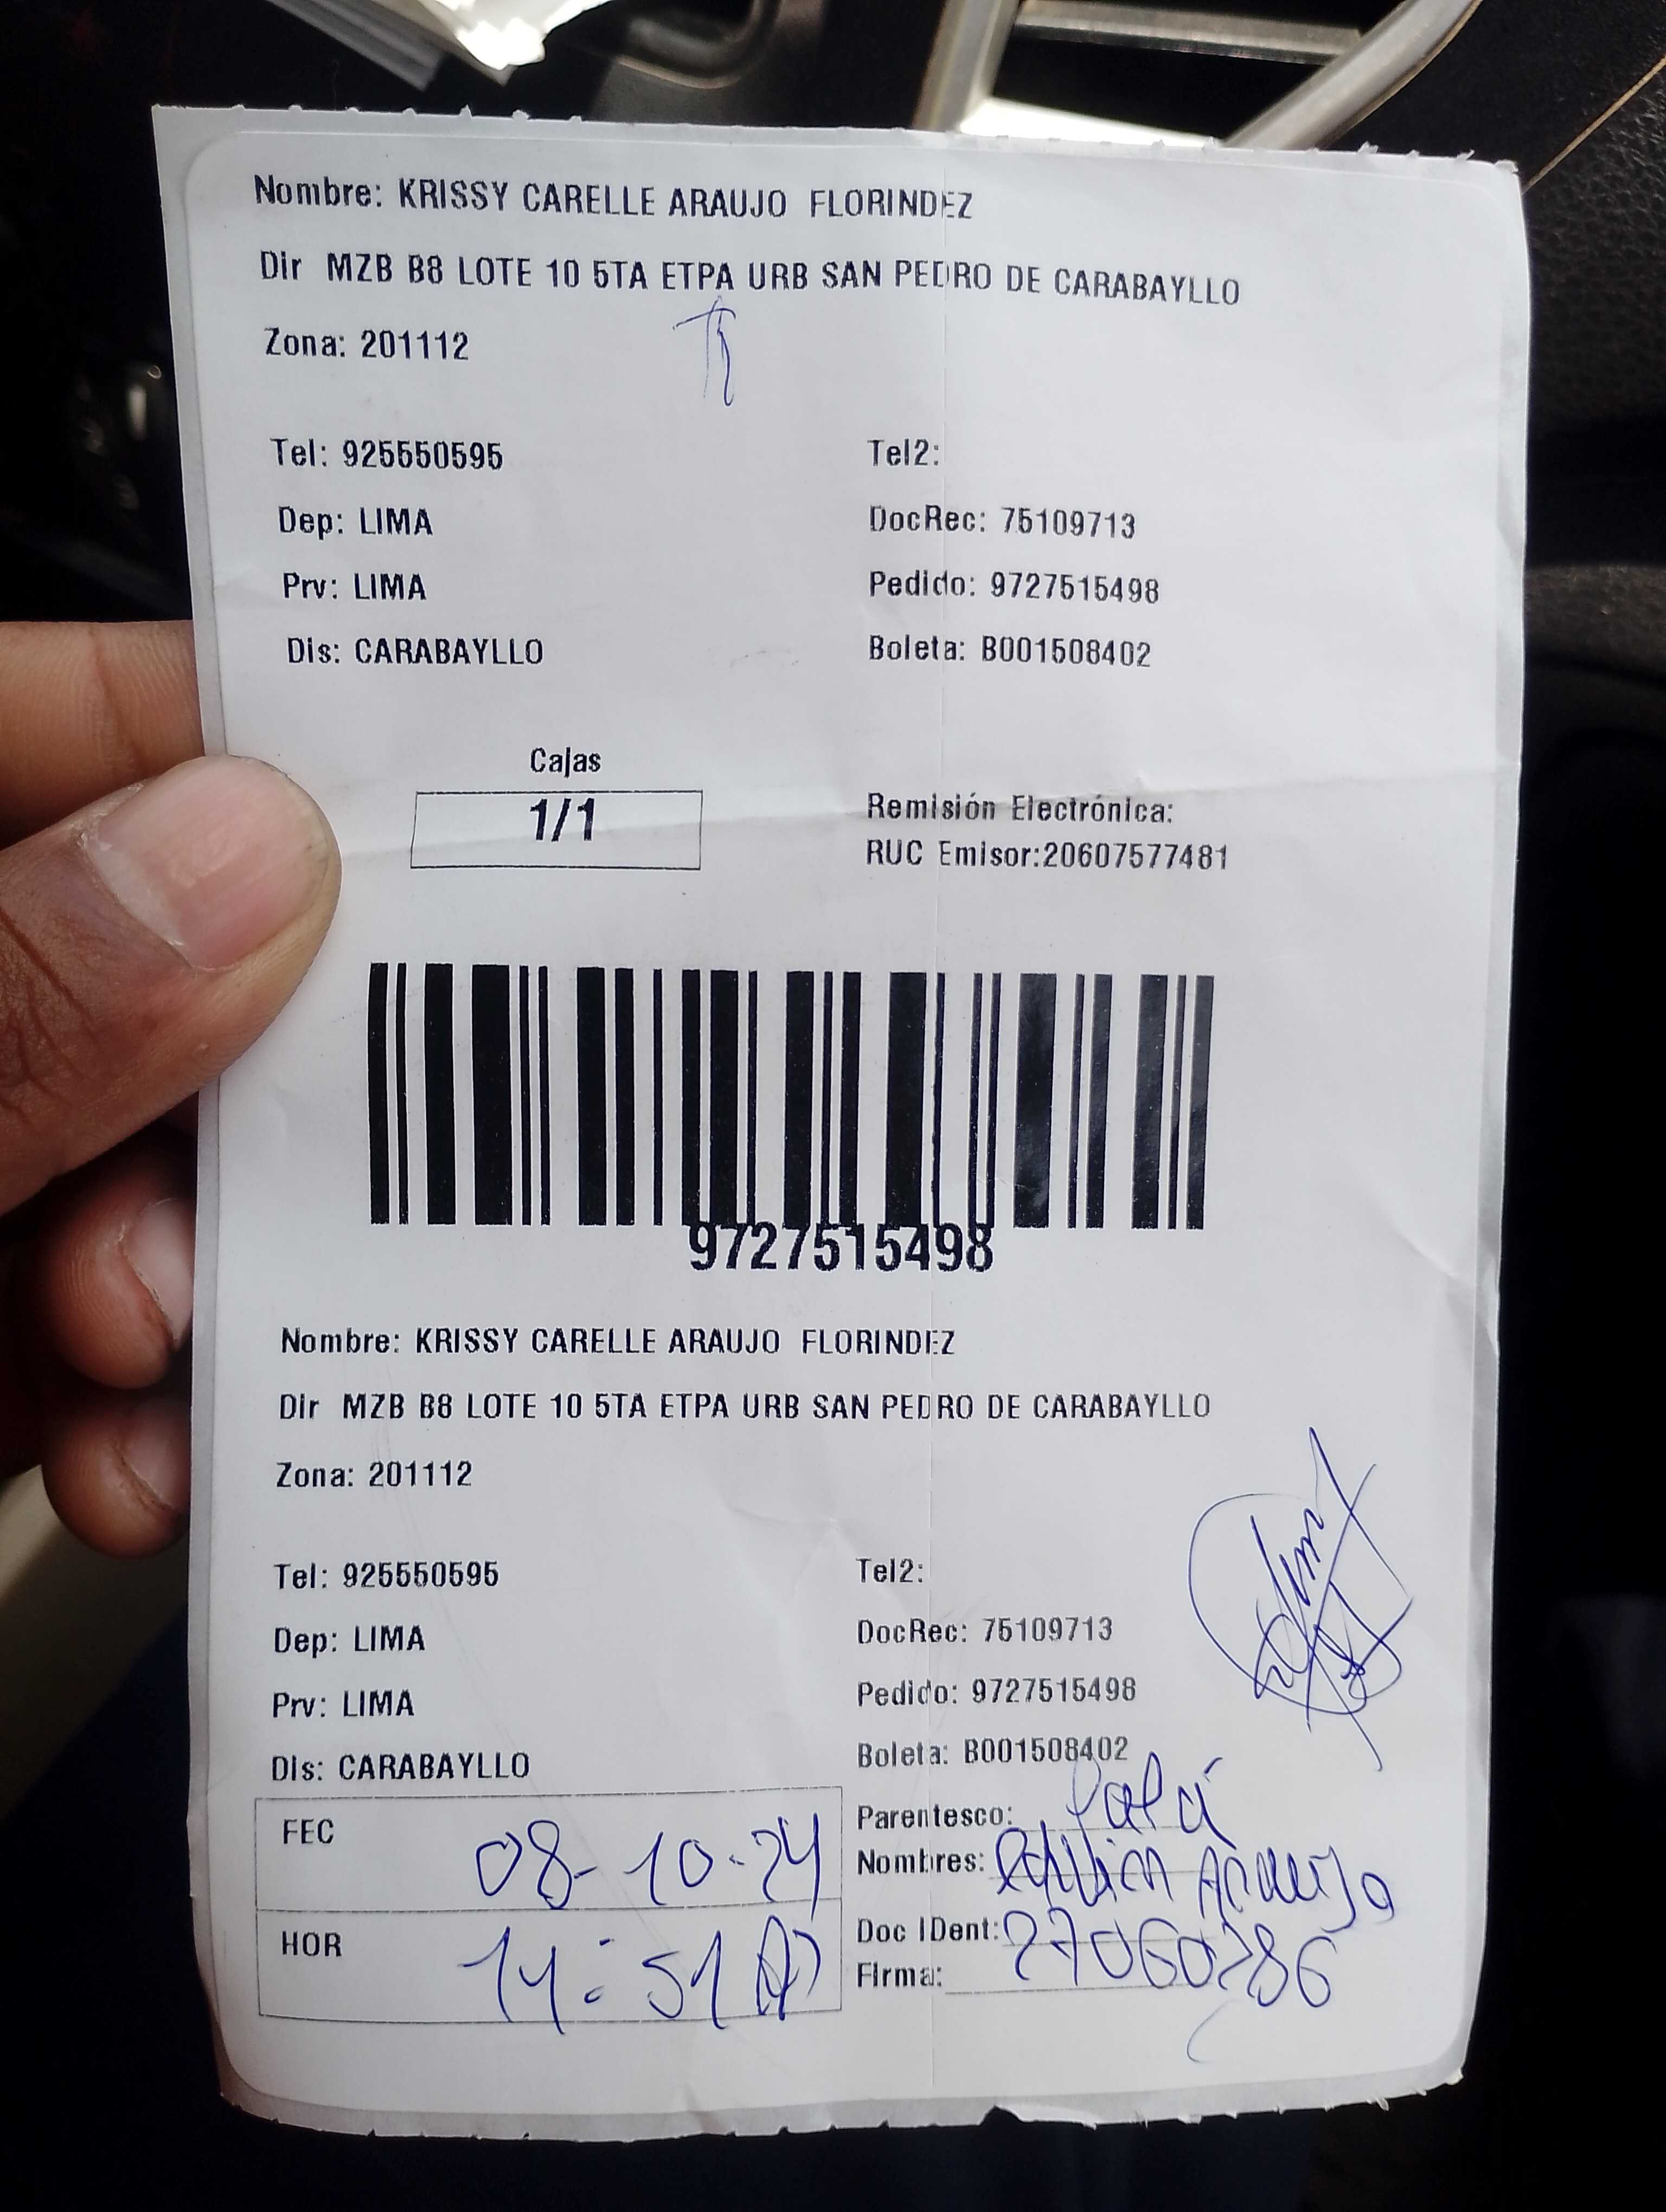 Nombre: KRISSY CARELLE ARAUJO FLORINDEZ
Dir MZB B8 LOTE 10 5TA ETPA URB SAN PEDRO DE CARABAYLLO
Zona: 201112
Tel: 925550595 Tel2:
Dep: LIMA DocRec: 75109713
Prv: LIMA Pedido: 9727515498
Dis: CARABAYLLO Boleta: B001508402
Cajas
1/1
Remisión Electrónica:
RUC Emisor:20607577481
9727515498
Nombre: KRISSY CARELLE ARAUJO FLORINDEZ
Dir MZB B8 LOTE 10 5TA ETPA URB SAN PEDRO DE CARABAYLLO
Zona: 201112
Tel: 925550595 Tel2:
Dep: LIMA DocRec: 75109713
Prv: LIMA Pedido: 9727515498
Dis: CARABAYLLO Boleta: B001508402
FEC 08-10-24
HOR 14:51
Parentesco: Papá
Nombres: Araujo
Doc IDent: 27060286
Firma: